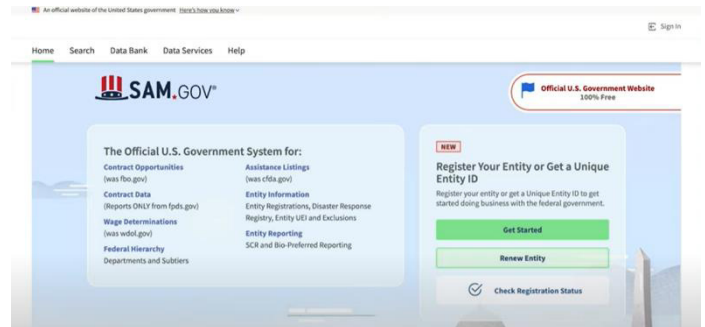 An official website of the United States government Here's how you know
Sign In
Home Search Data Bank Data Services Help
SAM.GOV®
Official U.S. Government Website
100% Free
The Official U.S. Government System for:
Contract Opportunities
(was fbo.gov)
Contract Data
(Reports ONLY from fpds.gov)
Wage Determinations
(was wdol.gov)
Federal Hierarchy
Departments and Subtiers
Assistance Listings
(was cfda.gov)
Entity Information
Entity Registrations, Disaster Response
Registry, Entity UEI and Exclusions
Entity Reporting
SCR and Bio-Preferred Reporting
NEW
Register Your Entity or Get a Unique
Entity ID
Register your entity or get a Unique Entity ID to get
started doing business with the federal government.
Get Started
Renew Entity
Check Registration Status